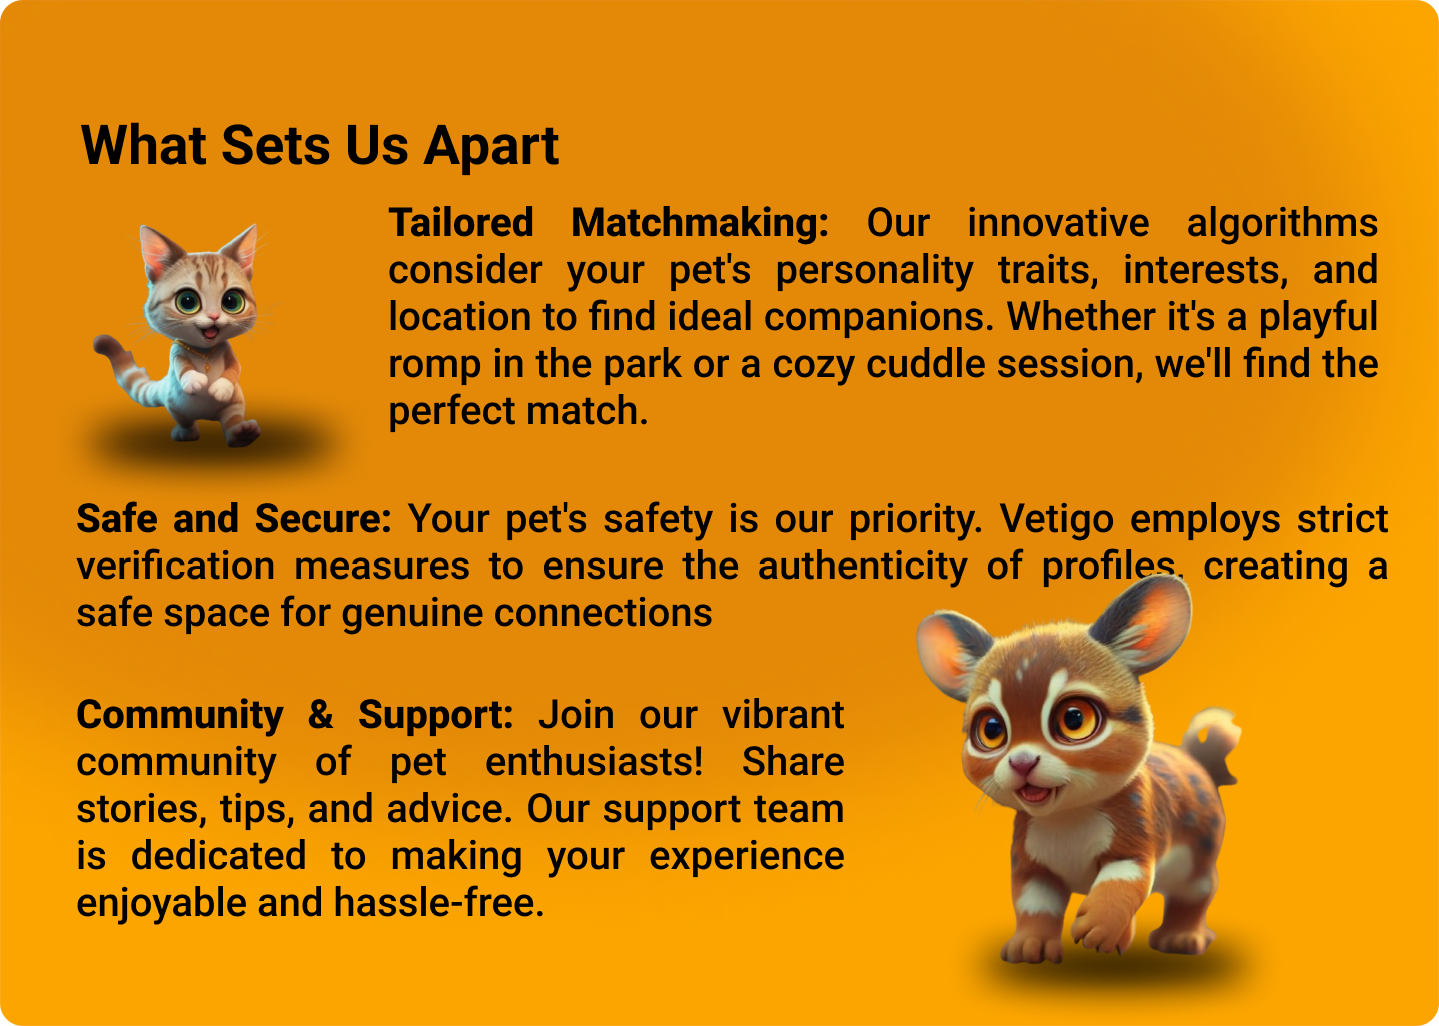 What Sets Us Apart
Tailored Matchmaking: Our innovative algorithms
consider your pet's personality traits, interests, and
location to find ideal companions. Whether it's a playful
romp in the park or a cozy cuddle session, we'll find the
perfect match.
Safe and Secure: Your pet's safety is our priority. Vetigo employs strict
verification measures to ensure the authenticity of profiles, creating a
safe space for genuine connections
Community & Support: Join our vibrant
community of pet enthusiasts! Share
stories, tips, and advice. Our support team
is dedicated to making your experience
enjoyable and hassle-free.